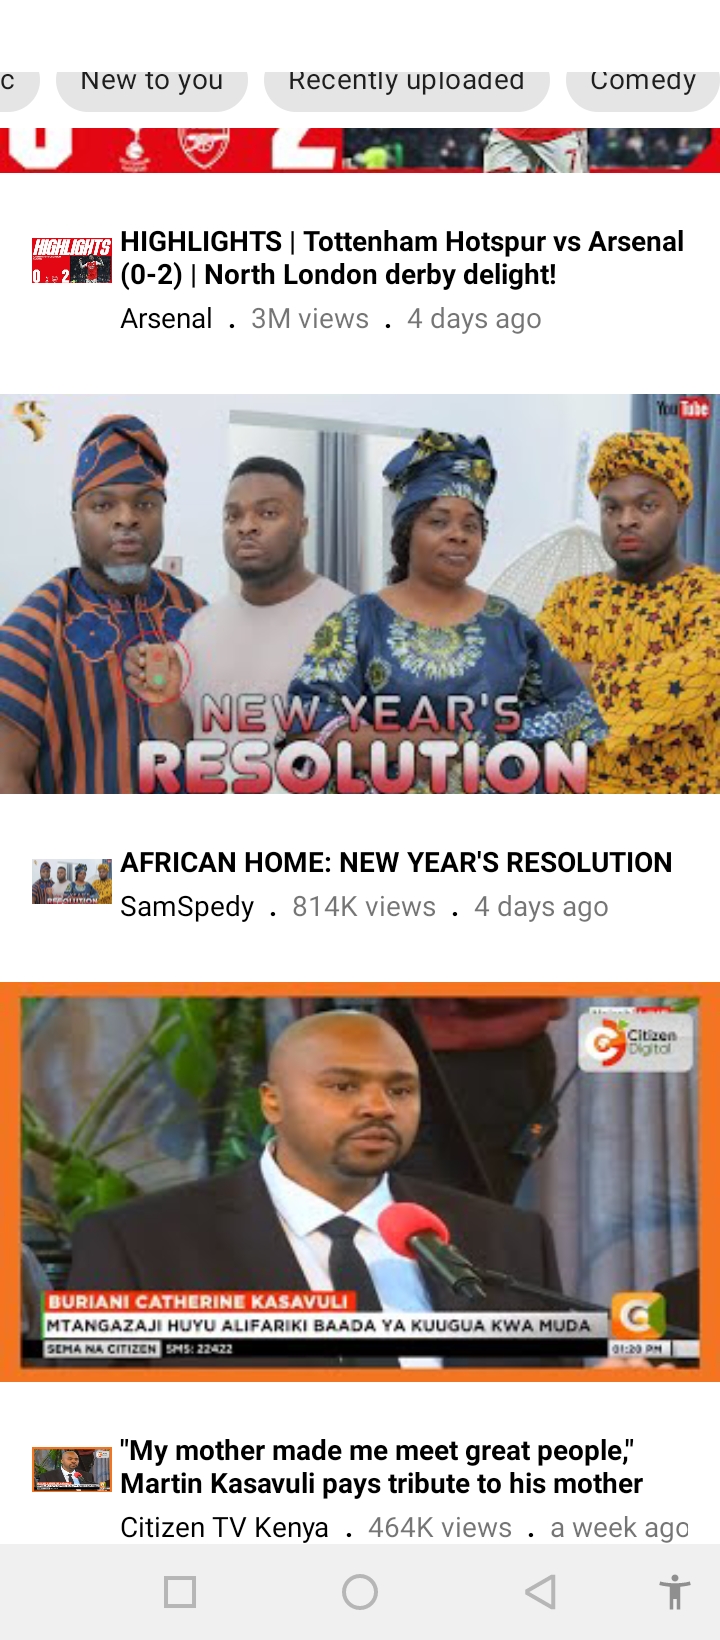 c
New to you
Recently uploaded
Comedy
0
2
7
HIGHLIGHTS
0 2
HIGHLIGHTS | Tottenham Hotspur vs Arsenal
(0-2) | North London derby delight!
Arsenal . 3M views . 4 days ago
YouTube
NEW YEAR'S
RESOLUTION
RESOLUTION
AFRICAN HOME: NEW YEAR'S RESOLUTION
SamSpedy . 814K views . 4 days ago
Citizen
Digital
BURIANI CATHERINE KASAVULI
MTANGAZAJI HUYU ALIFARIKI BAADA YA KUUGUA KWA MUDA
SEMA NA CITIZEN SMS: 22422
01:20 PM
"My mother made me meet great people,"
Martin Kasavuli pays tribute to his mother
Citizen TV Kenya . 464K views . a week ago